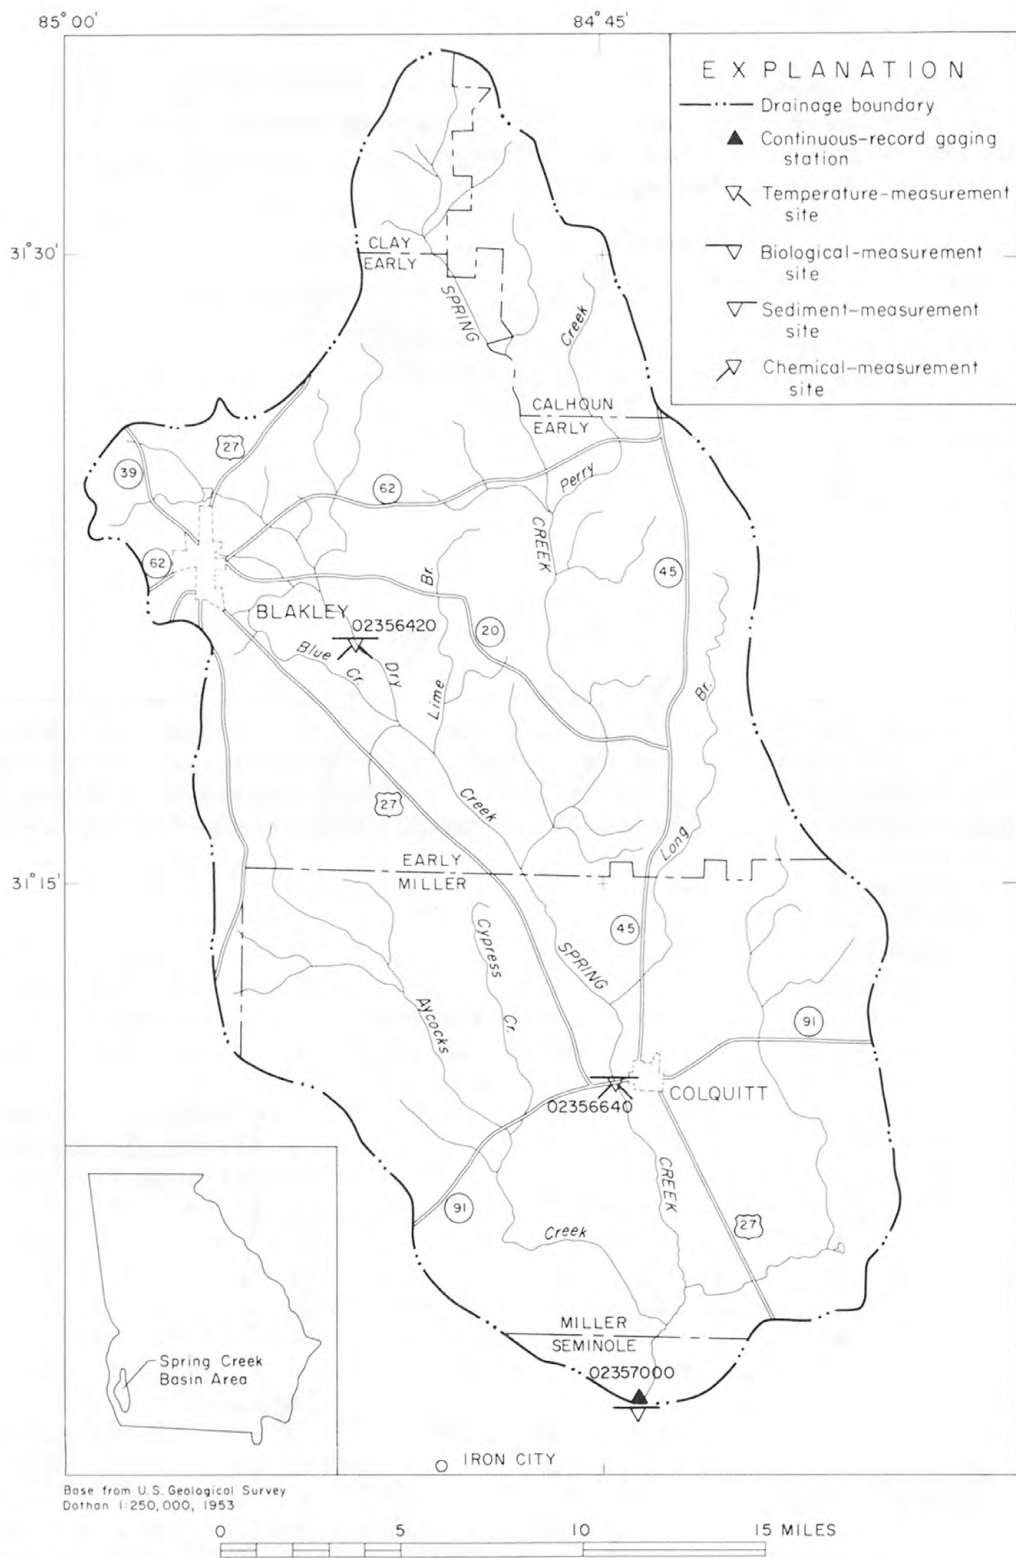 85°00'
84°45'
EXPLANATION
Drainage boundary
Continuous-record gaging
station
Temperature-measurement
site
Biological-measurement
site
Sediment-measurement
site
Chemical-measurement
site
31°30'
CLAY
EARLY
SPRING
Creek
CALHOUN
EARLY
27
39
62
Perry
CREEK
62
Br.
45
BLAKLEY
02356420
20
Blue
Cr.
Dry
Lime
Br.
27
Creek
Long
EARLY
MILLER
31°15'
45
Cypress
Cr.
SPRING
Aycocks
91
COLQUITT
02356640
CREEK
91
27
Creek
MILLER
SEMINOLE
Spring Creek
Basin Area
02357000
IRON CITY
Base from U.S. Geological Survey
Dothan 1:250,000, 1953
0 5 10 15 MILES